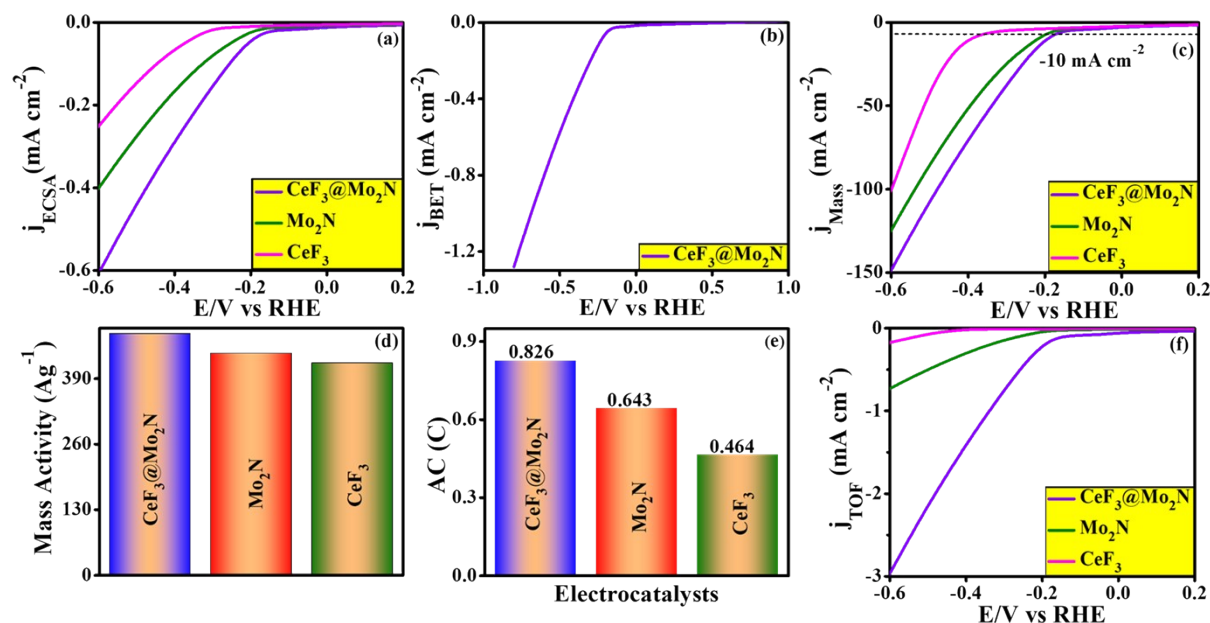 (a)
0.0
-0.2
-0.4
-0.6
j_ECSA (mA cm⁻²)
CeF₃@Mo₂N
Mo₂N
CeF₃
-0.6 -0.4 -0.2 0.0 0.2
E/V vs RHE
(b)
0.0
-0.4
-0.8
-1.2
j_BET (mA cm⁻²)
CeF₃@Mo₂N
-1.0 -0.5 0.0 0.5 1.0
E/V vs RHE
(c)
0
-50
-100
-150
j_Mass (mA cm⁻²)
-10 mA cm⁻²
CeF₃@Mo₂N
Mo₂N
CeF₃
-0.6 -0.4 -0.2 0.0 0.2
E/V vs RHE
(d)
390
260
130
0
Mass Activity (Ag⁻¹)
CeF₃@Mo₂N
Mo₂N
CeF₃
(e)
0.9
0.6
0.3
0.0
AC (C)
0.826
0.643
0.464
CeF₃@Mo₂N
Mo₂N
CeF₃
Electrocatalysts
(f)
0
-1
-2
-3
j_TOF (mA cm⁻²)
CeF₃@Mo₂N
Mo₂N
CeF₃
-0.6 -0.4 -0.2 0.0 0.2
E/V vs RHE